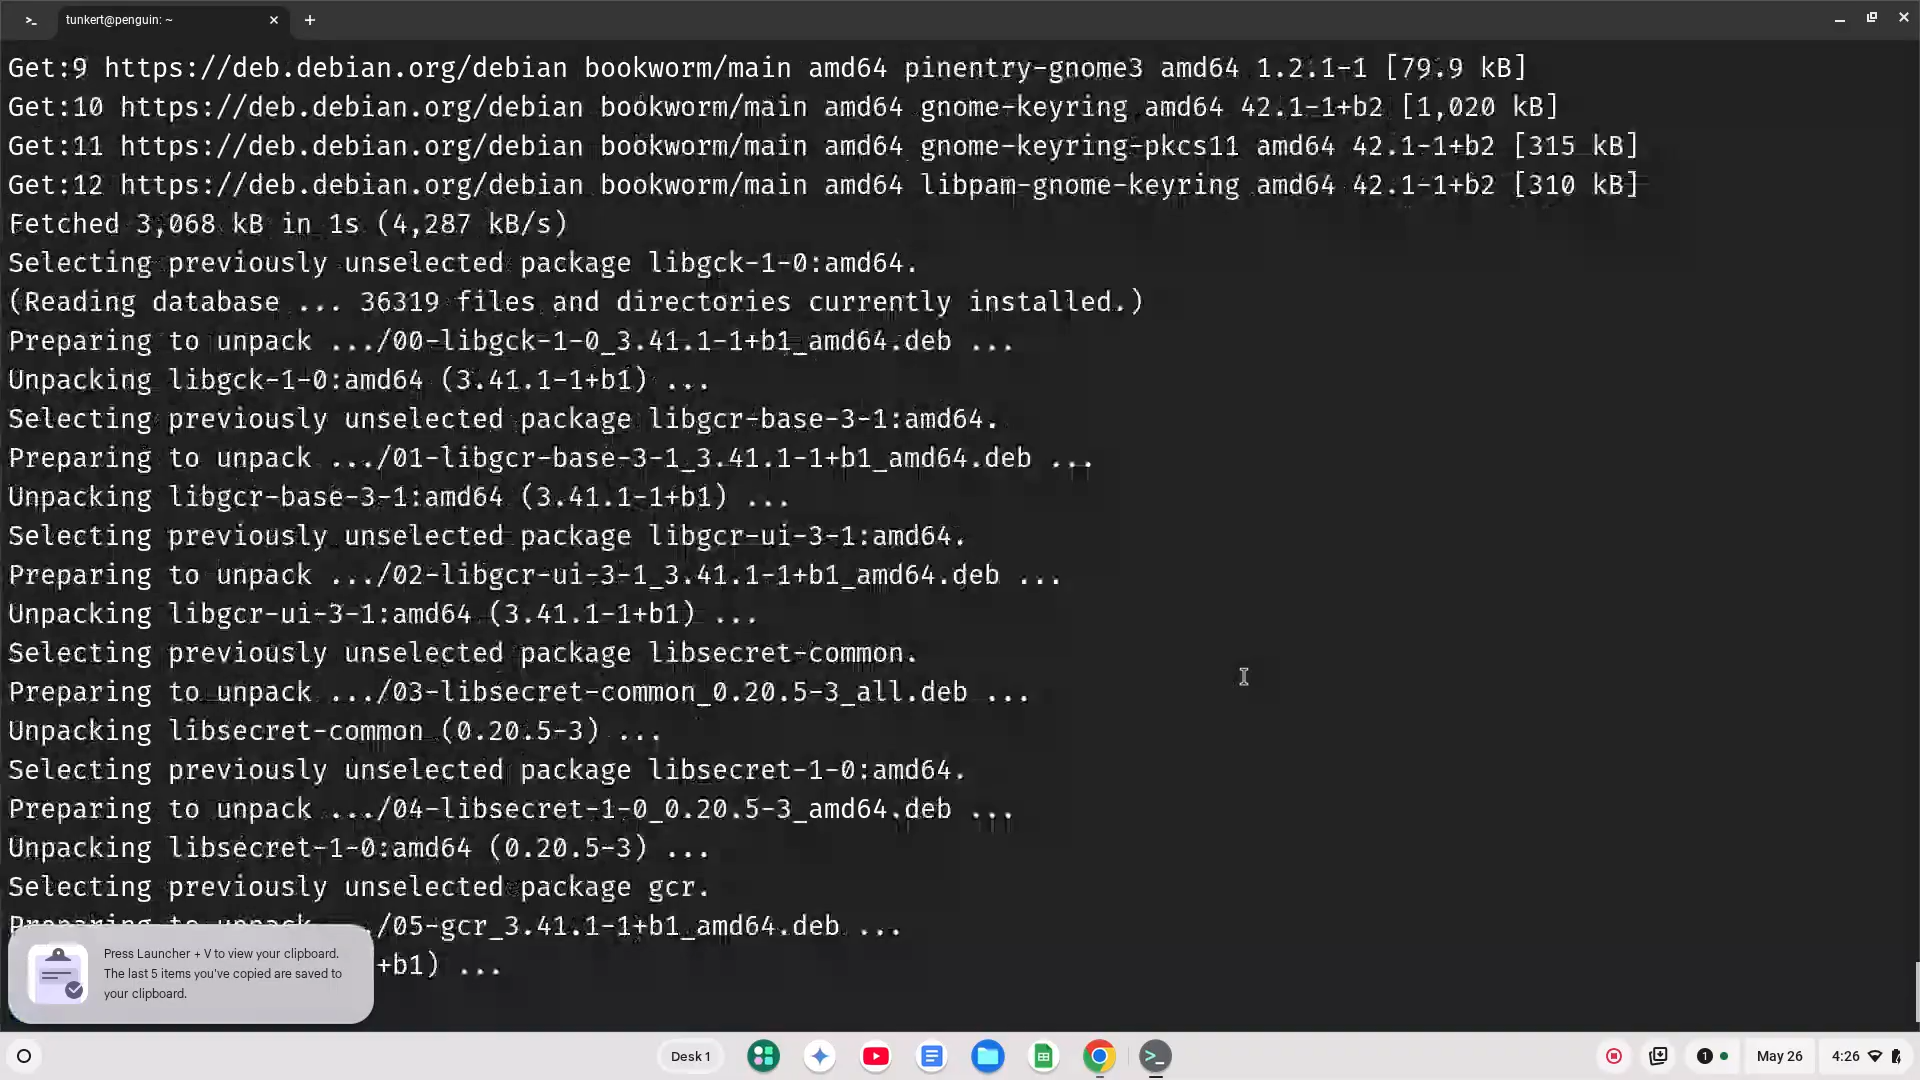 tunkert@penguin: ~
Get:9 https://deb.debian.org/debian bookworm/main amd64 pinentry-gnome3 amd64 1.2.1-1 [79.9 kB]
Get:10 https://deb.debian.org/debian bookworm/main amd64 gnome-keyring amd64 42.1-1+b2 [1,020 kB]
Get:11 https://deb.debian.org/debian bookworm/main amd64 gnome-keyring-pkcs11 amd64 42.1-1+b2 [315 kB]
Get:12 https://deb.debian.org/debian bookworm/main amd64 libpam-gnome-keyring amd64 42.1-1+b2 [310 kB]
Fetched 3,068 kB in 1s (4,287 kB/s)
Selecting previously unselected package libgck-1-0:amd64.
(Reading database ... 36319 files and directories currently installed.)
Preparing to unpack .../00-libgck-1-0_3.41.1-1+b1_amd64.deb ...
Unpacking libgck-1-0:amd64 (3.41.1-1+b1) ...
Selecting previously unselected package libgcr-base-3-1:amd64.
Preparing to unpack .../01-libgcr-base-3-1_3.41.1-1+b1_amd64.deb ...
Unpacking libgcr-base-3-1:amd64 (3.41.1-1+b1) ...
Selecting previously unselected package libgcr-ui-3-1:amd64.
Preparing to unpack .../02-libgcr-ui-3-1_3.41.1-1+b1_amd64.deb ...
Unpacking libgcr-ui-3-1:amd64 (3.41.1-1+b1) ...
Selecting previously unselected package libsecret-common.
Preparing to unpack .../03-libsecret-common_0.20.5-3_all.deb ...
Unpacking libsecret-common (0.20.5-3) ...
Selecting previously unselected package libsecret-1-0:amd64.
Preparing to unpack .../04-libsecret-1-0_0.20.5-3_amd64.deb ...
Unpacking libsecret-1-0:amd64 (0.20.5-3) ...
Selecting previously unselected package gcr.
Preparing to unpack ./05-gcr_3.41.1-1+b1_amd64.deb ...
+b1) ...
Press Launcher + V to view your clipboard.
The last 5 items you've copied are saved to
your clipboard.
Desk 1
1
May 26
4:26